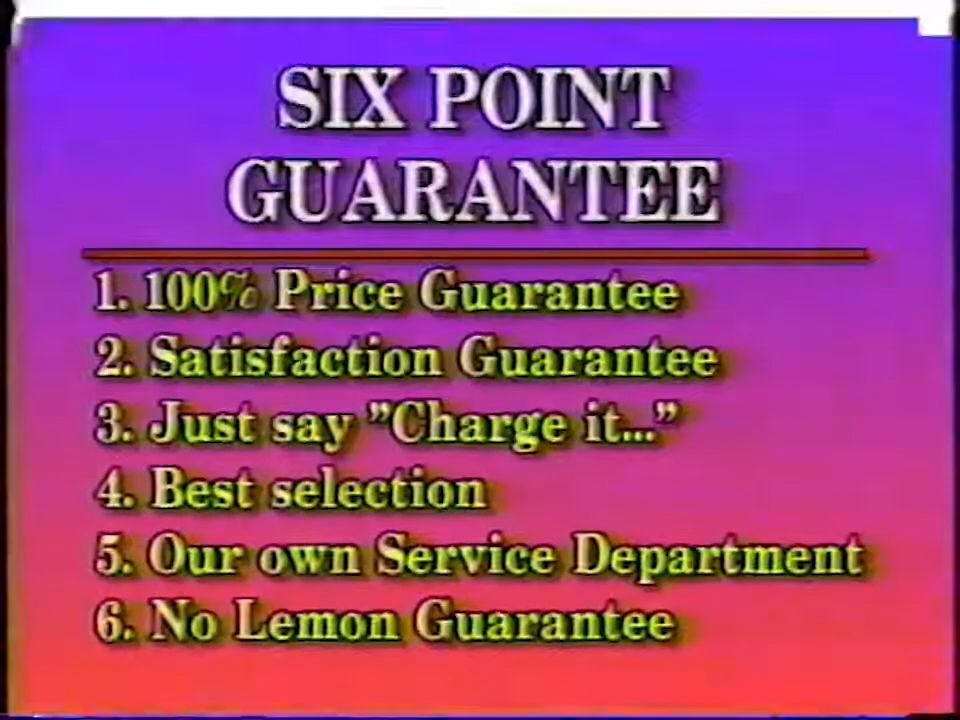 SIX POINT
GUARANTEE
1. 100% Price Guarantee
2. Satisfaction Guarantee
3. Just say ”Charge it...”
4. Best selection
5. Our own Service Department
6. No Lemon Guarantee